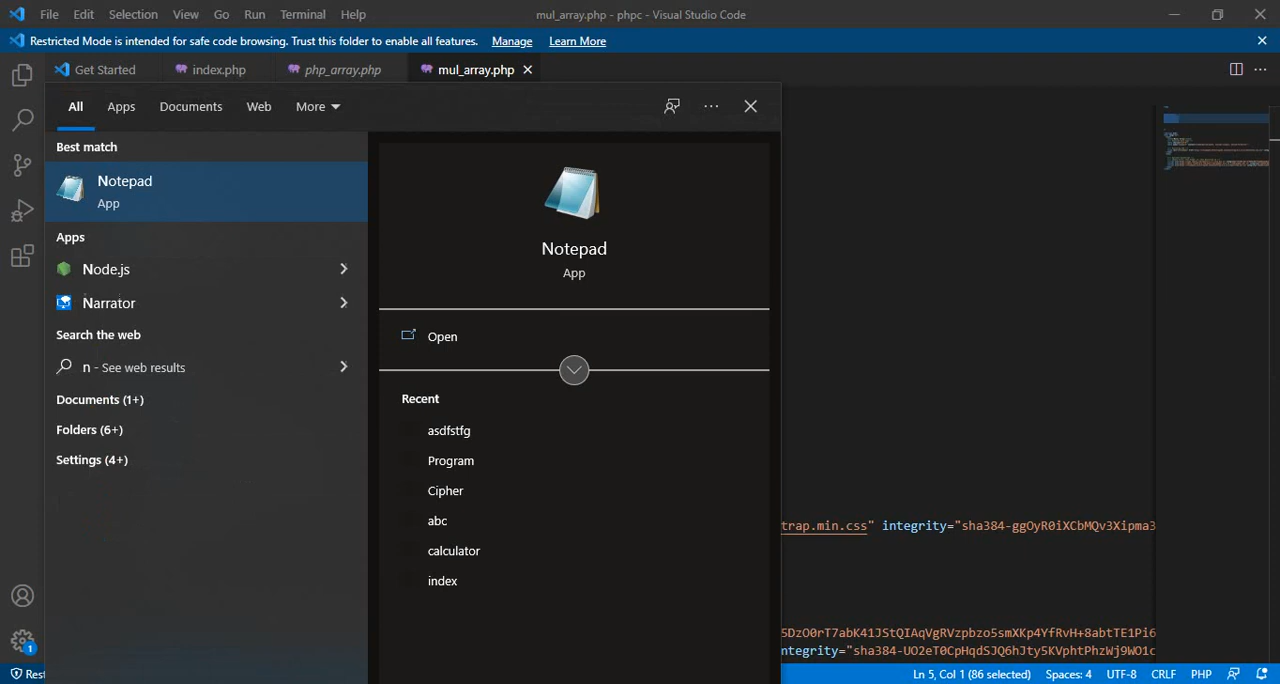 File Edit Selection View Go Run Terminal Help mul_array.php - phpc - Visual Studio Code
Restricted Mode is intended for safe code browsing. Trust this folder to enable all features. Manage Learn More
Get Started index.php php_array.php mul_array.php
All Apps Documents Web More
Best match
Notepad
App
Apps
Node.js
Narrator
Search the web
n - See web results
Documents (1+)
Folders (6+)
Settings (4+)
Notepad
App
Open
Recent
asdfstfg
Program
Cipher
abc
calculator
index
trap.min.css" integrity="sha384-ggOyR0iXCbMQv3Xipma3
5DzO0rT7abK41JStQIAqVgRVzpbzo5smXKp4YfRvH+8abtTE1Pi6
ntegrity="sha384-UO2eT0CpHqdSJQ6hJty5KVphtPhzWj9WO1c
1
Rest Ln 5, Col 1 (86 selected) Spaces: 4 UTF-8 CRLF PHP